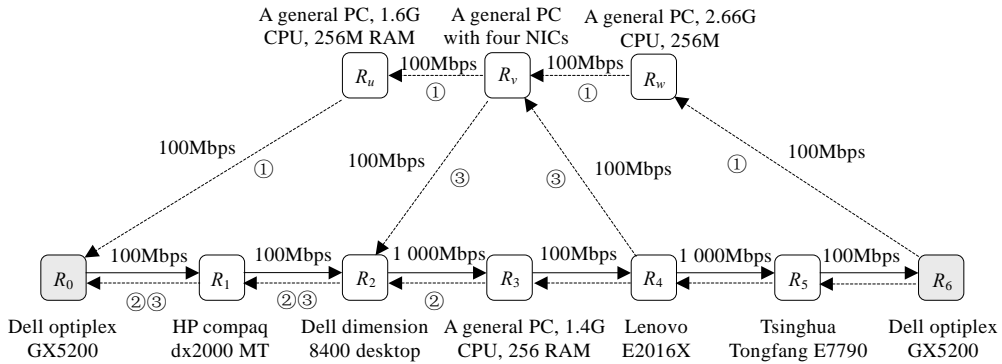 A general PC, 1.6G
CPU, 256M RAM
A general PC
with four NICs
A general PC, 2.66G
CPU, 256M
R_u
100Mbps
①
R_v
100Mbps
①
R_w
100Mbps
①
100Mbps
③
③
100Mbps
①
100Mbps
R_0
100Mbps
②③
R_1
100Mbps
②③
R_2
1 000Mbps
②
R_3
100Mbps
R_4
1 000Mbps
R_5
100Mbps
R_6
Dell optiplex
GX5200
HP compaq
dx2000 MT
Dell dimension
8400 desktop
A general PC, 1.4G
CPU, 256 RAM
Lenovo
E2016X
Tsinghua
Tongfang E7790
Dell optiplex
GX5200